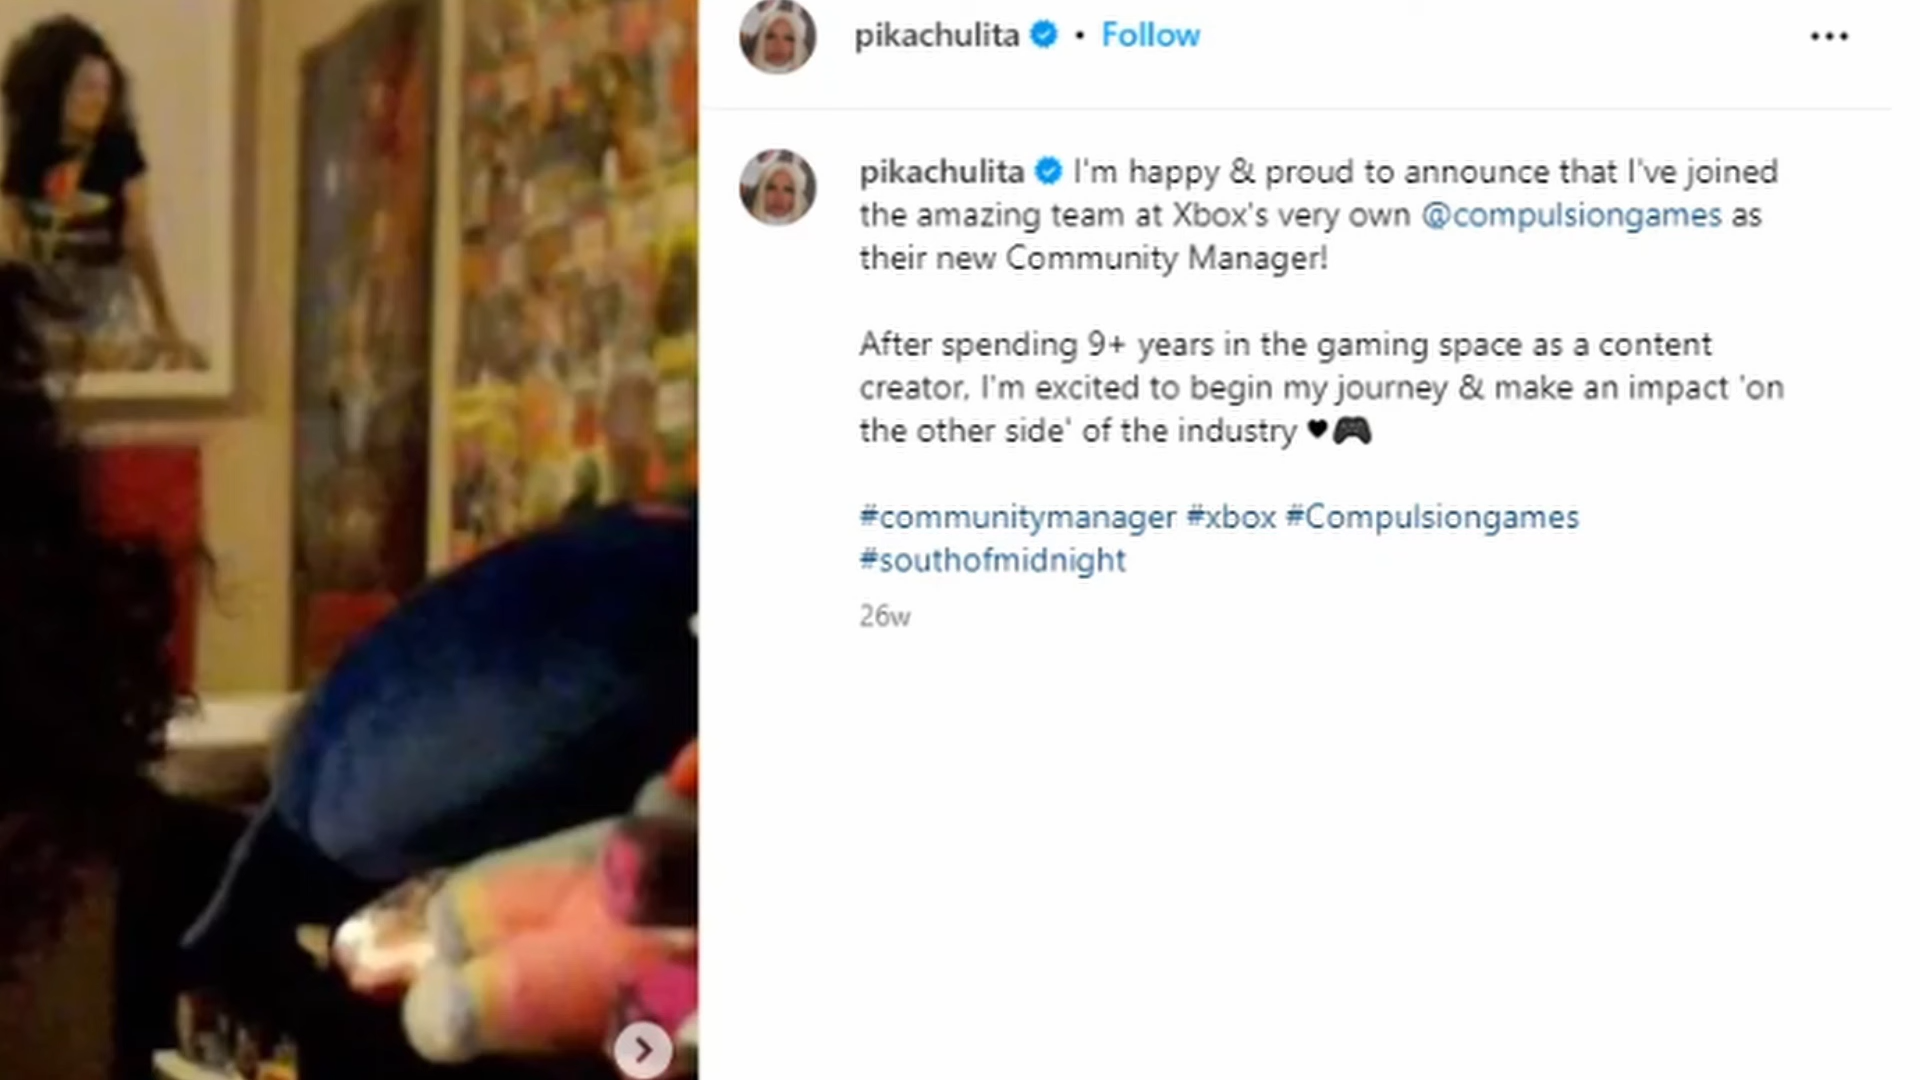 pikachulita • Follow
pikachulita I'm happy & proud to announce that I've joined
the amazing team at Xbox's very own @compulsiongames as
their new Community Manager!
After spending 9+ years in the gaming space as a content
creator, I'm excited to begin my journey & make an impact 'on
the other side' of the industry ♥🎮
#communitymanager #xbox #Compulsiongames
#southofmidnight
26w